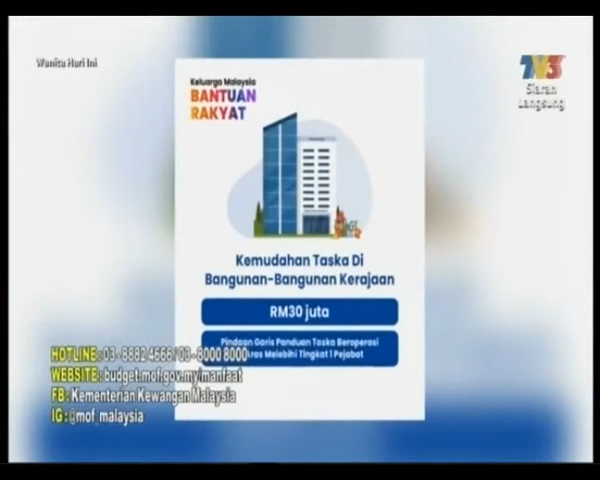 Wanita Hari Ini
TV3
Siaran
Langsung
Keluarga Malaysia
BANTUAN
RAKYAT
Kemudahan Taska Di
Bangunan-Bangunan Kerajaan
RM30 juta
Pindaan Garis Panduan Taska Beroperasi
Aras Melebihi Tingkat 1 Pejabat
HOTLINE : 03 - 8882 4566 / 03 - 8000 8000
WEBSITE : budget.mof.gov.my/manfaat
FB : Kementerian Kewangan Malaysia
IG : @mof_malaysia